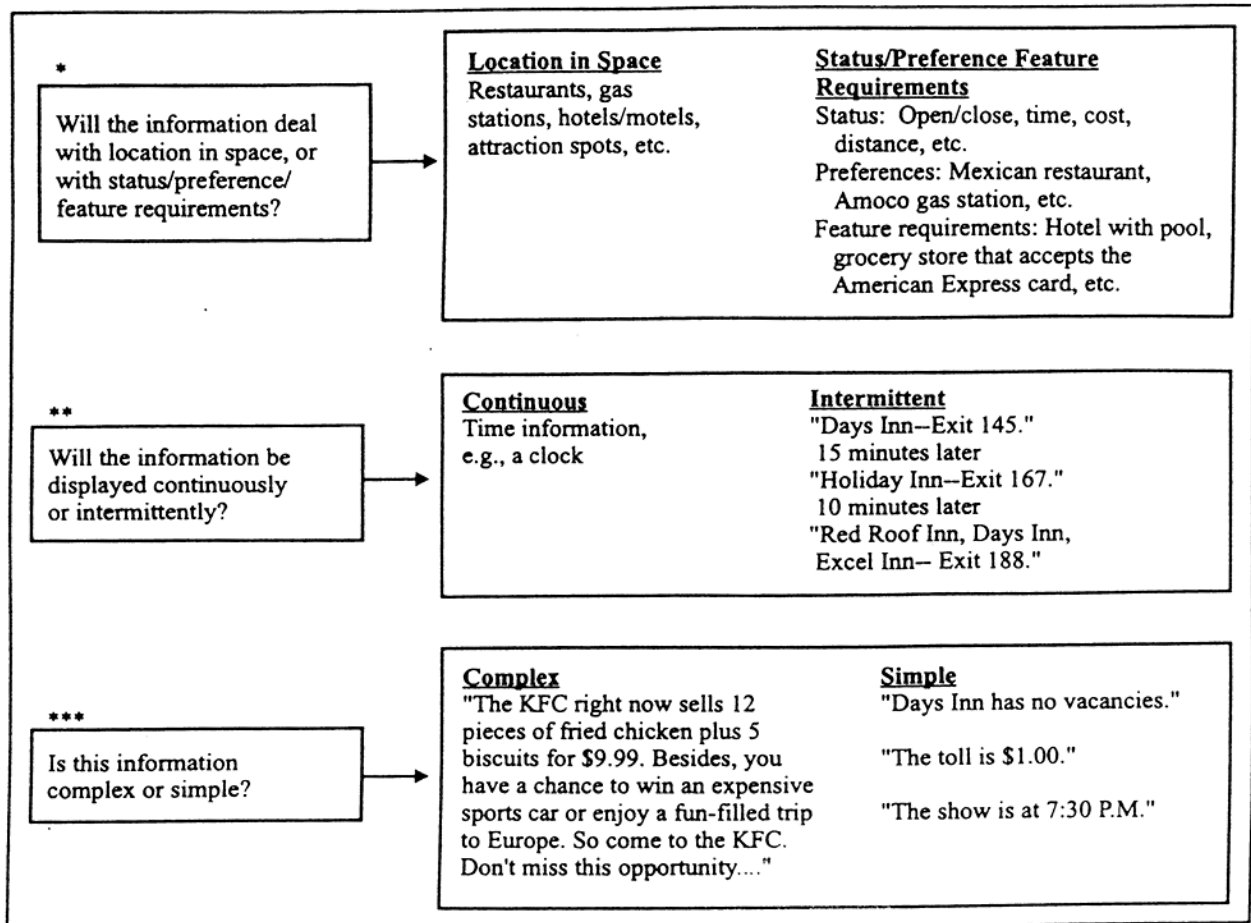 *
Will the information deal
with location in space, or
with status/preference/
feature requirements?
Location in Space
Restaurants, gas
stations, hotels/motels,
attraction spots, etc.
Status/Preference Feature
Requirements
Status: Open/close, time, cost,
distance, etc.
Preferences: Mexican restaurant,
Amoco gas station, etc.
Feature requirements: Hotel with pool,
grocery store that accepts the
American Express card, etc.
**
Will the information be
displayed continuously
or intermittently?
Continuous
Time information,
e.g., a clock
Intermittent
"Days Inn--Exit 145."
15 minutes later
"Holiday Inn--Exit 167."
10 minutes later
"Red Roof Inn, Days Inn,
Excel Inn-- Exit 188."
***
Is this information
complex or simple?
Complex
"The KFC right now sells 12
pieces of fried chicken plus 5
biscuits for $9.99. Besides, you
have a chance to win an expensive
sports car or enjoy a fun-filled trip
to Europe. So come to the KFC.
Don't miss this opportunity...."
Simple
"Days Inn has no vacancies."
"The toll is $1.00."
"The show is at 7:30 P.M."